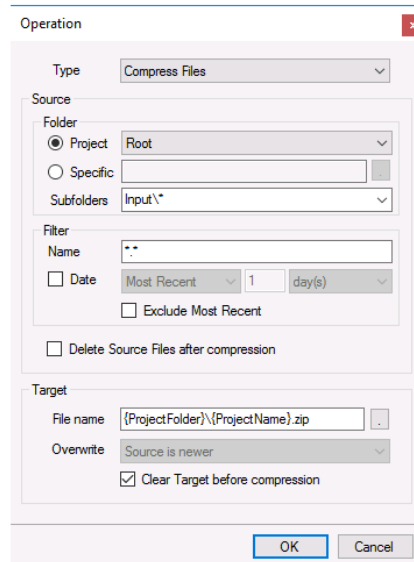 Operation
Type Compress Files
Source
Folder
Project Root
Specific .
Subfolders Input\*
Filter
Name *.*
Date Most Recent 1 day(s)
Exclude Most Recent
Delete Source Files after compression
Target
File name {ProjectFolder}\{ProjectName}.zip .
Overwrite Source is newer
Clear Target before compression
OK Cancel